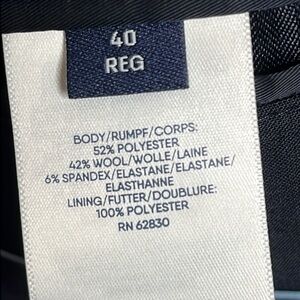 40
REG
BODY/RUMPF/CORPS:
52% POLYESTER
42% WOOL/WOLLE/LAINE
6% SPANDEX/ELASTANE/ELASTANE/
ELASTHANNE
LINING/FUTTER/DOUBLURE:
100% POLYESTER
RN 62830